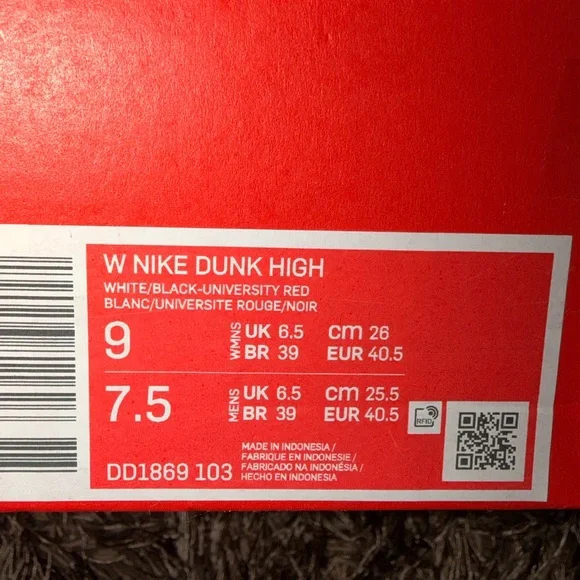 W NIKE DUNK HIGH
WHITE/BLACK-UNIVERSITY RED
BLANC/UNIVERSITE ROUGE/NOIR
9 WMNS UK 6.5 cm 26
BR 39 EUR 40.5
7.5 MENS UK 6.5 cm 25.5
BR 39 EUR 40.5
RFID
DD1869 103
MADE IN INDONESIA /
FABRIQUE EN INDONESIE /
FABRICADO NA INDONÉSIA /
HECHO EN INDONESIA